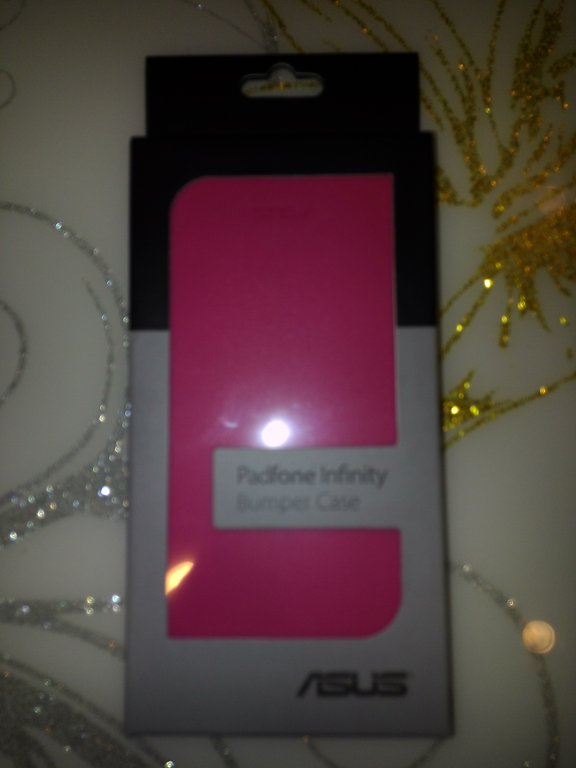 Padfone Infinity
Bumper Case
ASUS